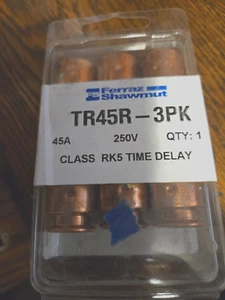 Ferraz
Shawmut
TR45R-3PK
45A 250V QTY: 1
CLASS RK5 TIME DELAY